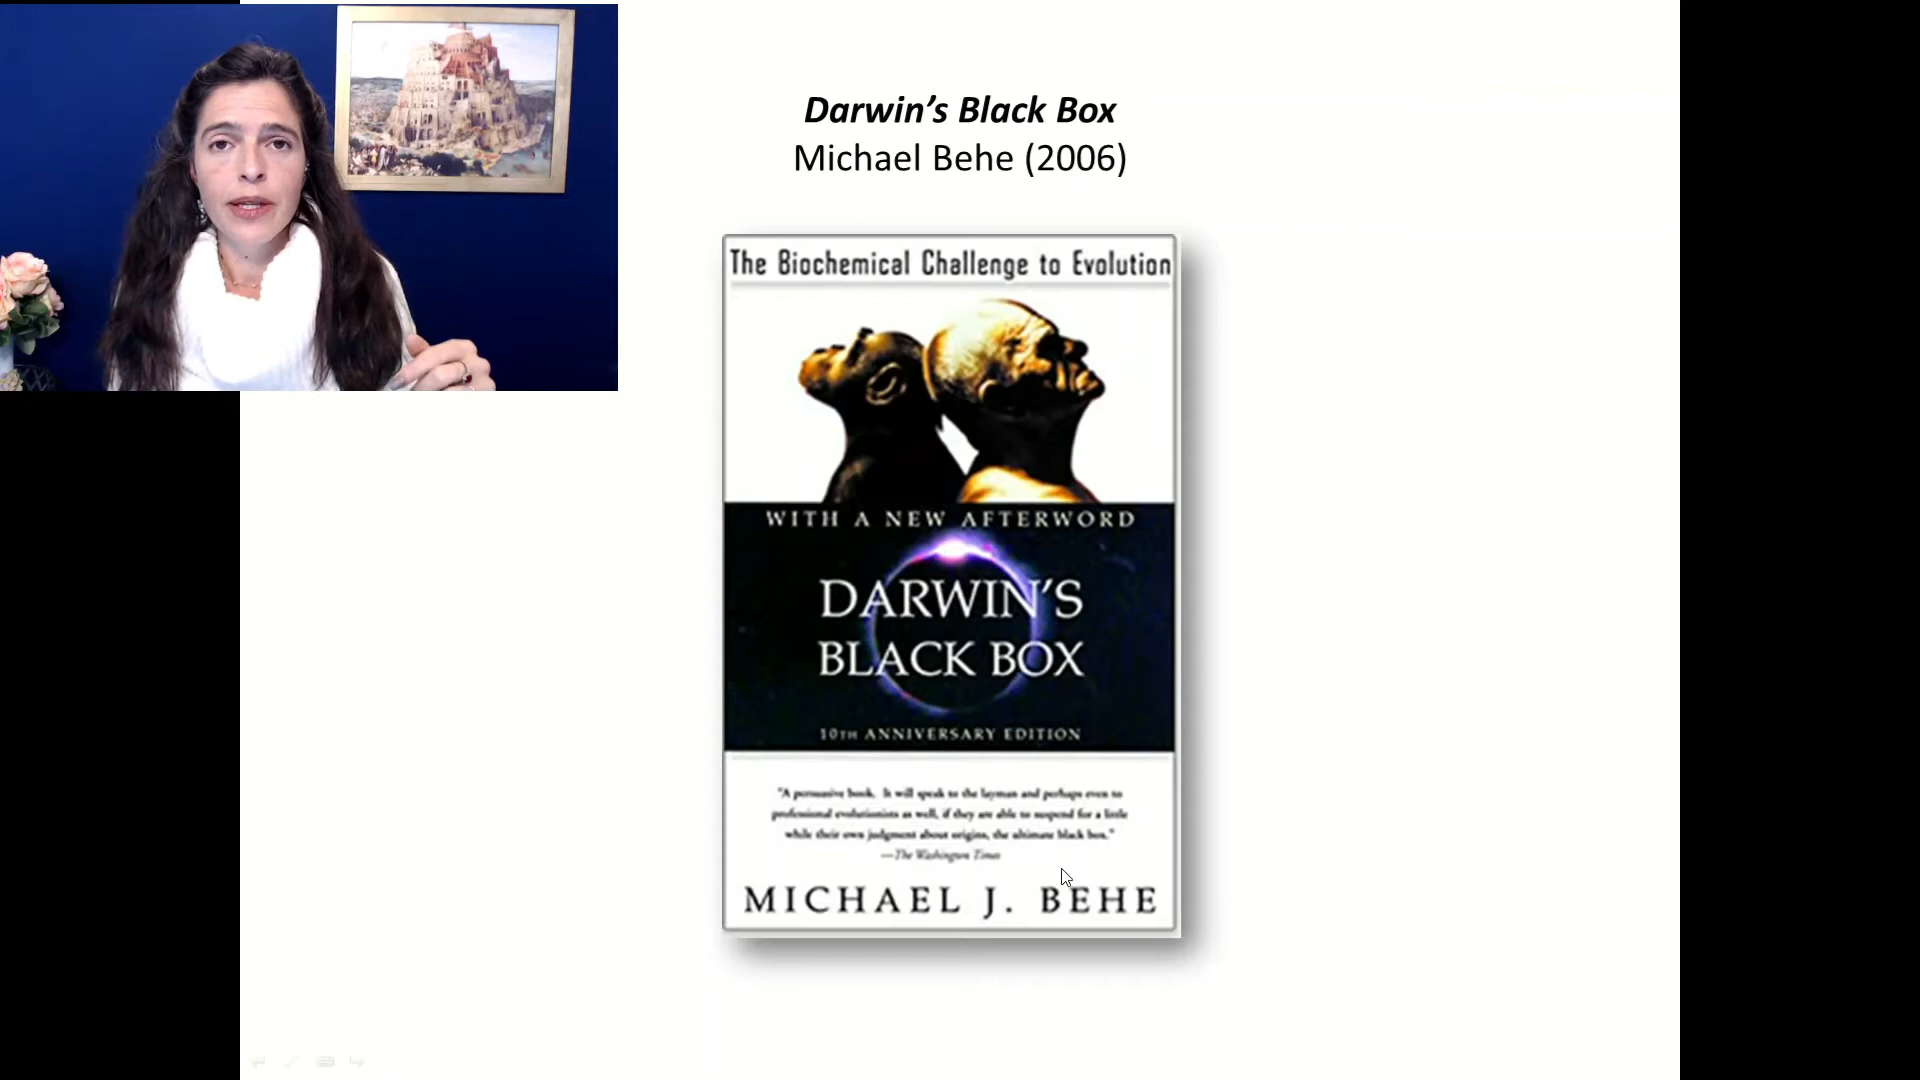 Darwin’s Black Box
Michael Behe (2006)
The Biochemical Challenge to Evolution
WITH A NEW AFTERWORD
DARWIN'S
BLACK BOX
10TH ANNIVERSARY EDITION
"A persuasive book. It will speak to the layman and perhaps even to
professional evolutionists as well, if they are able to suspend for a little
while their own judgment about origins, the ultimate black box."
—The Washington Times
MICHAEL J. BEHE